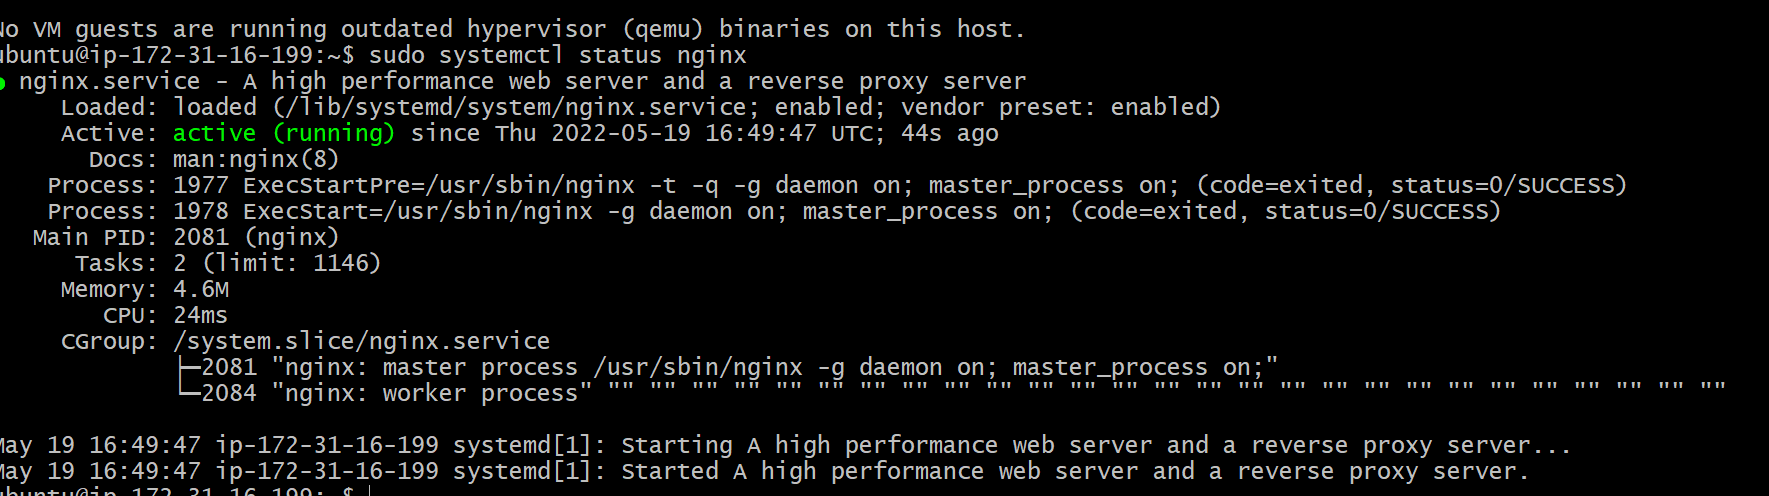 No VM guests are running outdated hypervisor (qemu) binaries on this host.
ubuntu@ip-172-31-16-199:~$ sudo systemctl status nginx
● nginx.service - A high performance web server and a reverse proxy server
Loaded: loaded (/lib/systemd/system/nginx.service; enabled; vendor preset: enabled)
Active: active (running) since Thu 2022-05-19 16:49:47 UTC; 44s ago
Docs: man:nginx(8)
Process: 1977 ExecStartPre=/usr/sbin/nginx -t -q -g daemon on; master_process on; (code=exited, status=0/SUCCESS)
Process: 1978 ExecStart=/usr/sbin/nginx -g daemon on; master_process on; (code=exited, status=0/SUCCESS)
Main PID: 2081 (nginx)
Tasks: 2 (limit: 1146)
Memory: 4.6M
CPU: 24ms
CGroup: /system.slice/nginx.service
├─2081 "nginx: master process /usr/sbin/nginx -g daemon on; master_process on;"
└─2084 "nginx: worker process" "" "" "" "" "" "" "" "" "" "" "" "" "" "" "" "" "" "" "" "" "" "" "" "" "" "" ""
May 19 16:49:47 ip-172-31-16-199 systemd[1]: Starting A high performance web server and a reverse proxy server...
May 19 16:49:47 ip-172-31-16-199 systemd[1]: Started A high performance web server and a reverse proxy server.
ubuntu@ip-172-31-16-199:~$